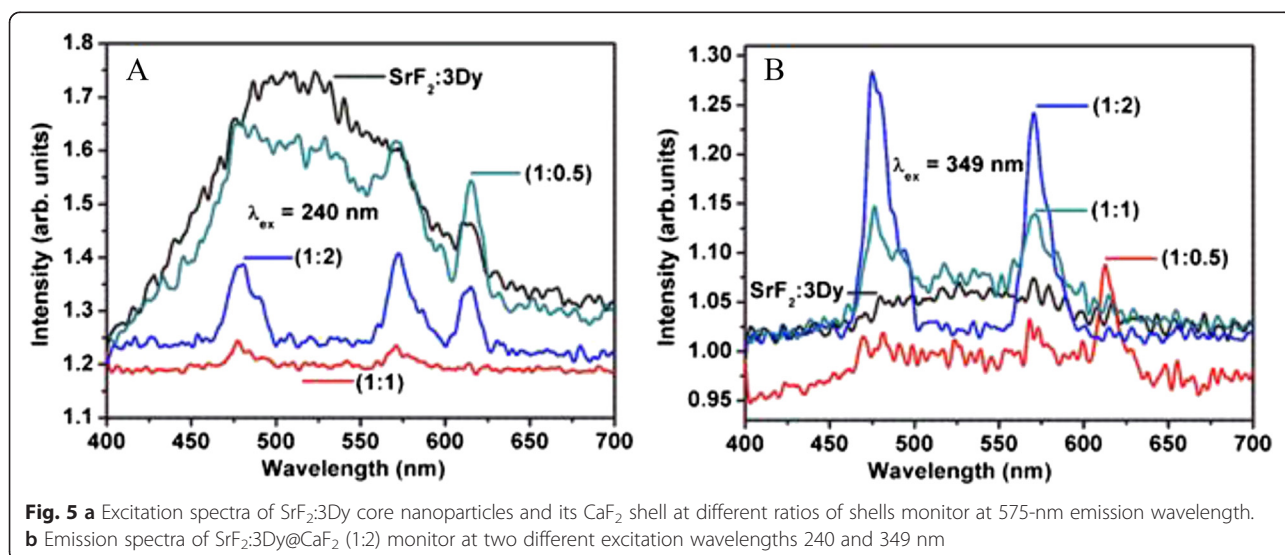 A
SrF₂:3Dy
(1:0.5)
λex = 240 nm
(1:2)
(1:1)
Intensity (arb. units)
1.8
1.7
1.6
1.5
1.4
1.3
1.2
1.1
400 450 500 550 600 650 700
Wavelength (nm)
B
(1:2)
λex = 349 nm
(1:1)
(1:0.5)
SrF₂:3Dy
Intensity (arb.units)
1.30
1.25
1.20
1.15
1.10
1.05
1.00
0.95
400 450 500 550 600 650 700
Wavelength (nm)
Fig. 5 a Excitation spectra of SrF₂:3Dy core nanoparticles and its CaF₂ shell at different ratios of shells monitor at 575-nm emission wavelength.
b Emission spectra of SrF₂:3Dy@CaF₂ (1:2) monitor at two different excitation wavelengths 240 and 349 nm